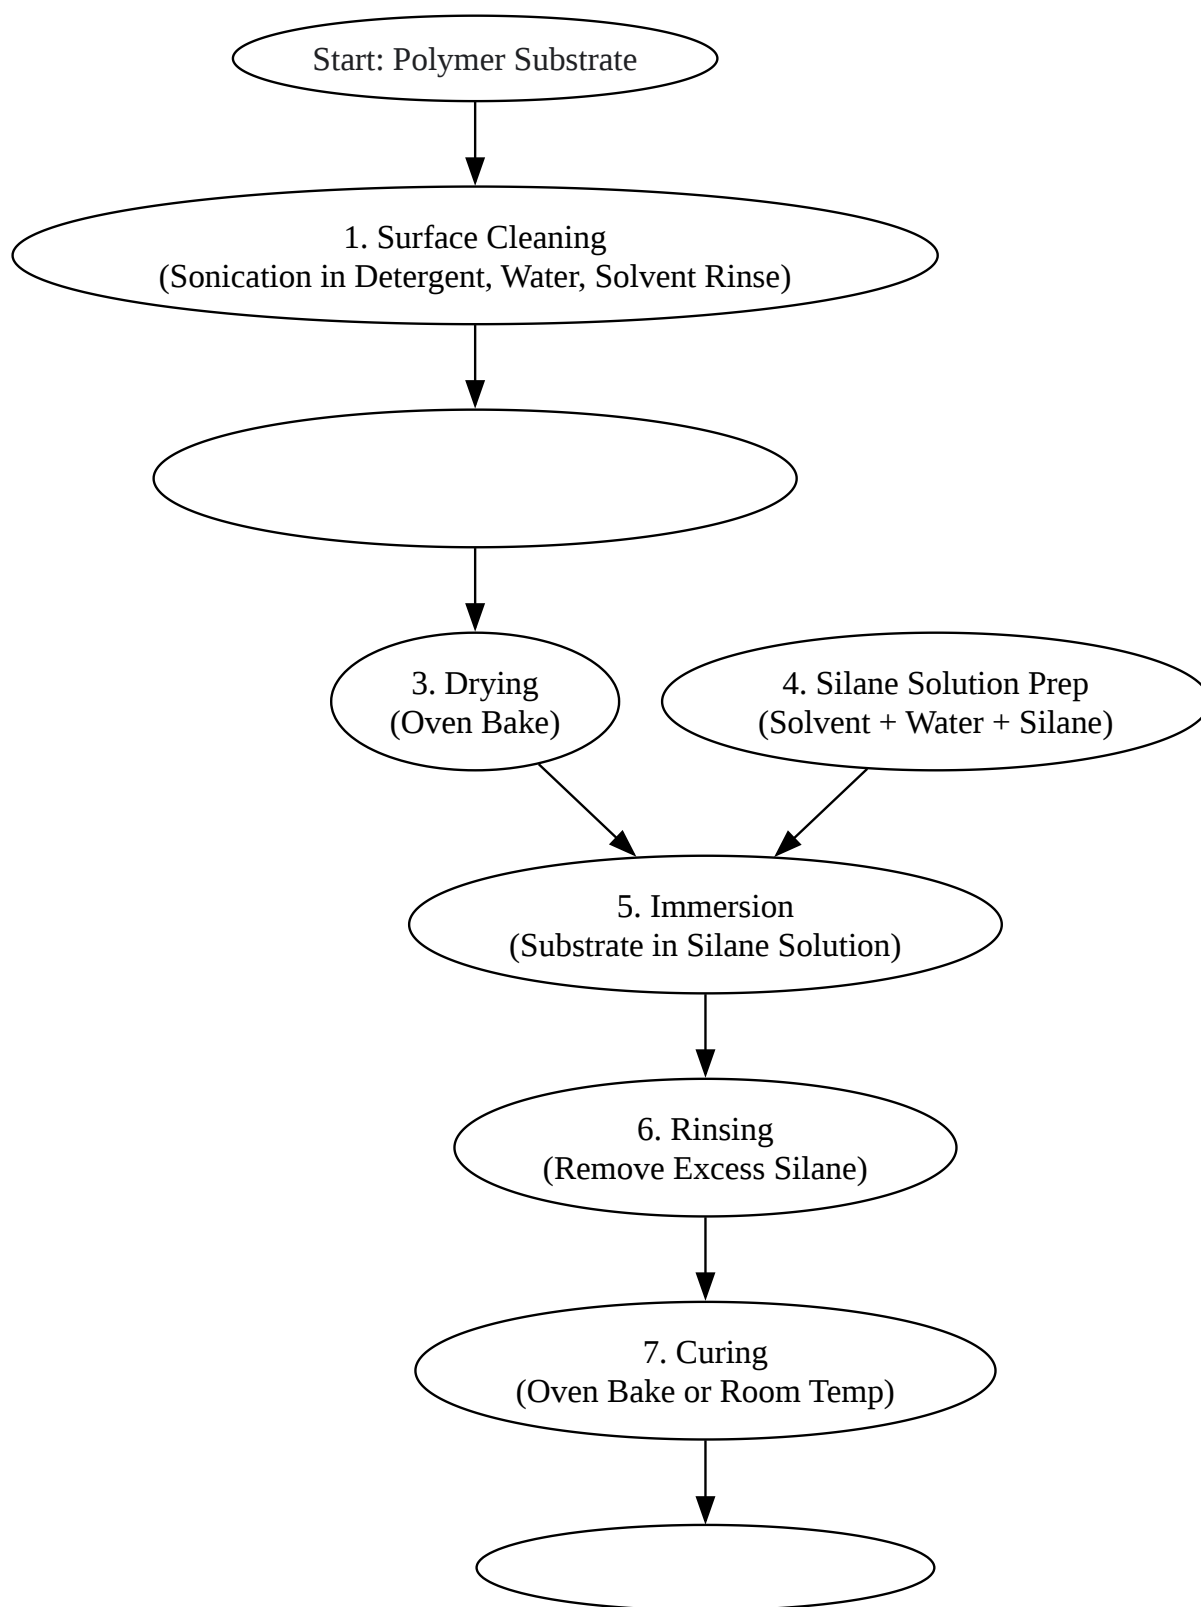 Start: Polymer Substrate
1. Surface Cleaning
(Sonication in Detergent, Water, Solvent Rinse)
3. Drying
(Oven Bake)
4. Silane Solution Prep
(Solvent + Water + Silane)
5. Immersion
(Substrate in Silane Solution)
6. Rinsing
(Remove Excess Silane)
7. Curing
(Oven Bake or Room Temp)